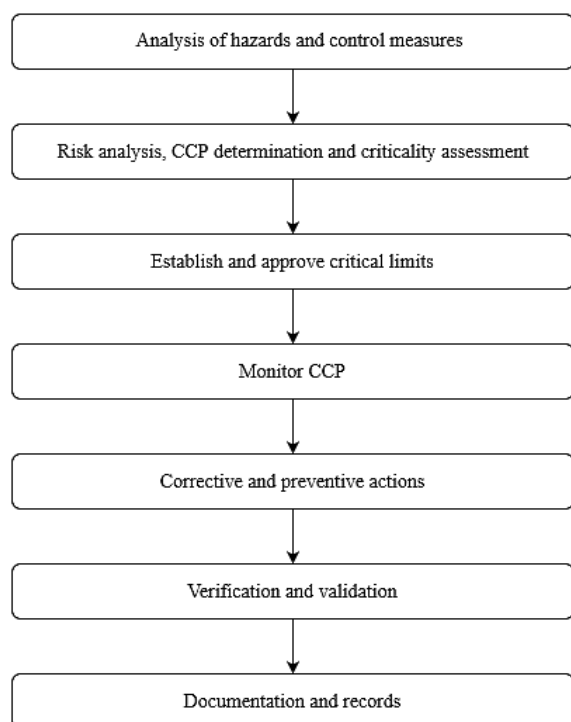 Analysis of hazards and control measures
Risk analysis, CCP determination and criticality assessment
Establish and approve critical limits
Monitor CCP
Corrective and preventive actions
Verification and validation
Documentation and records